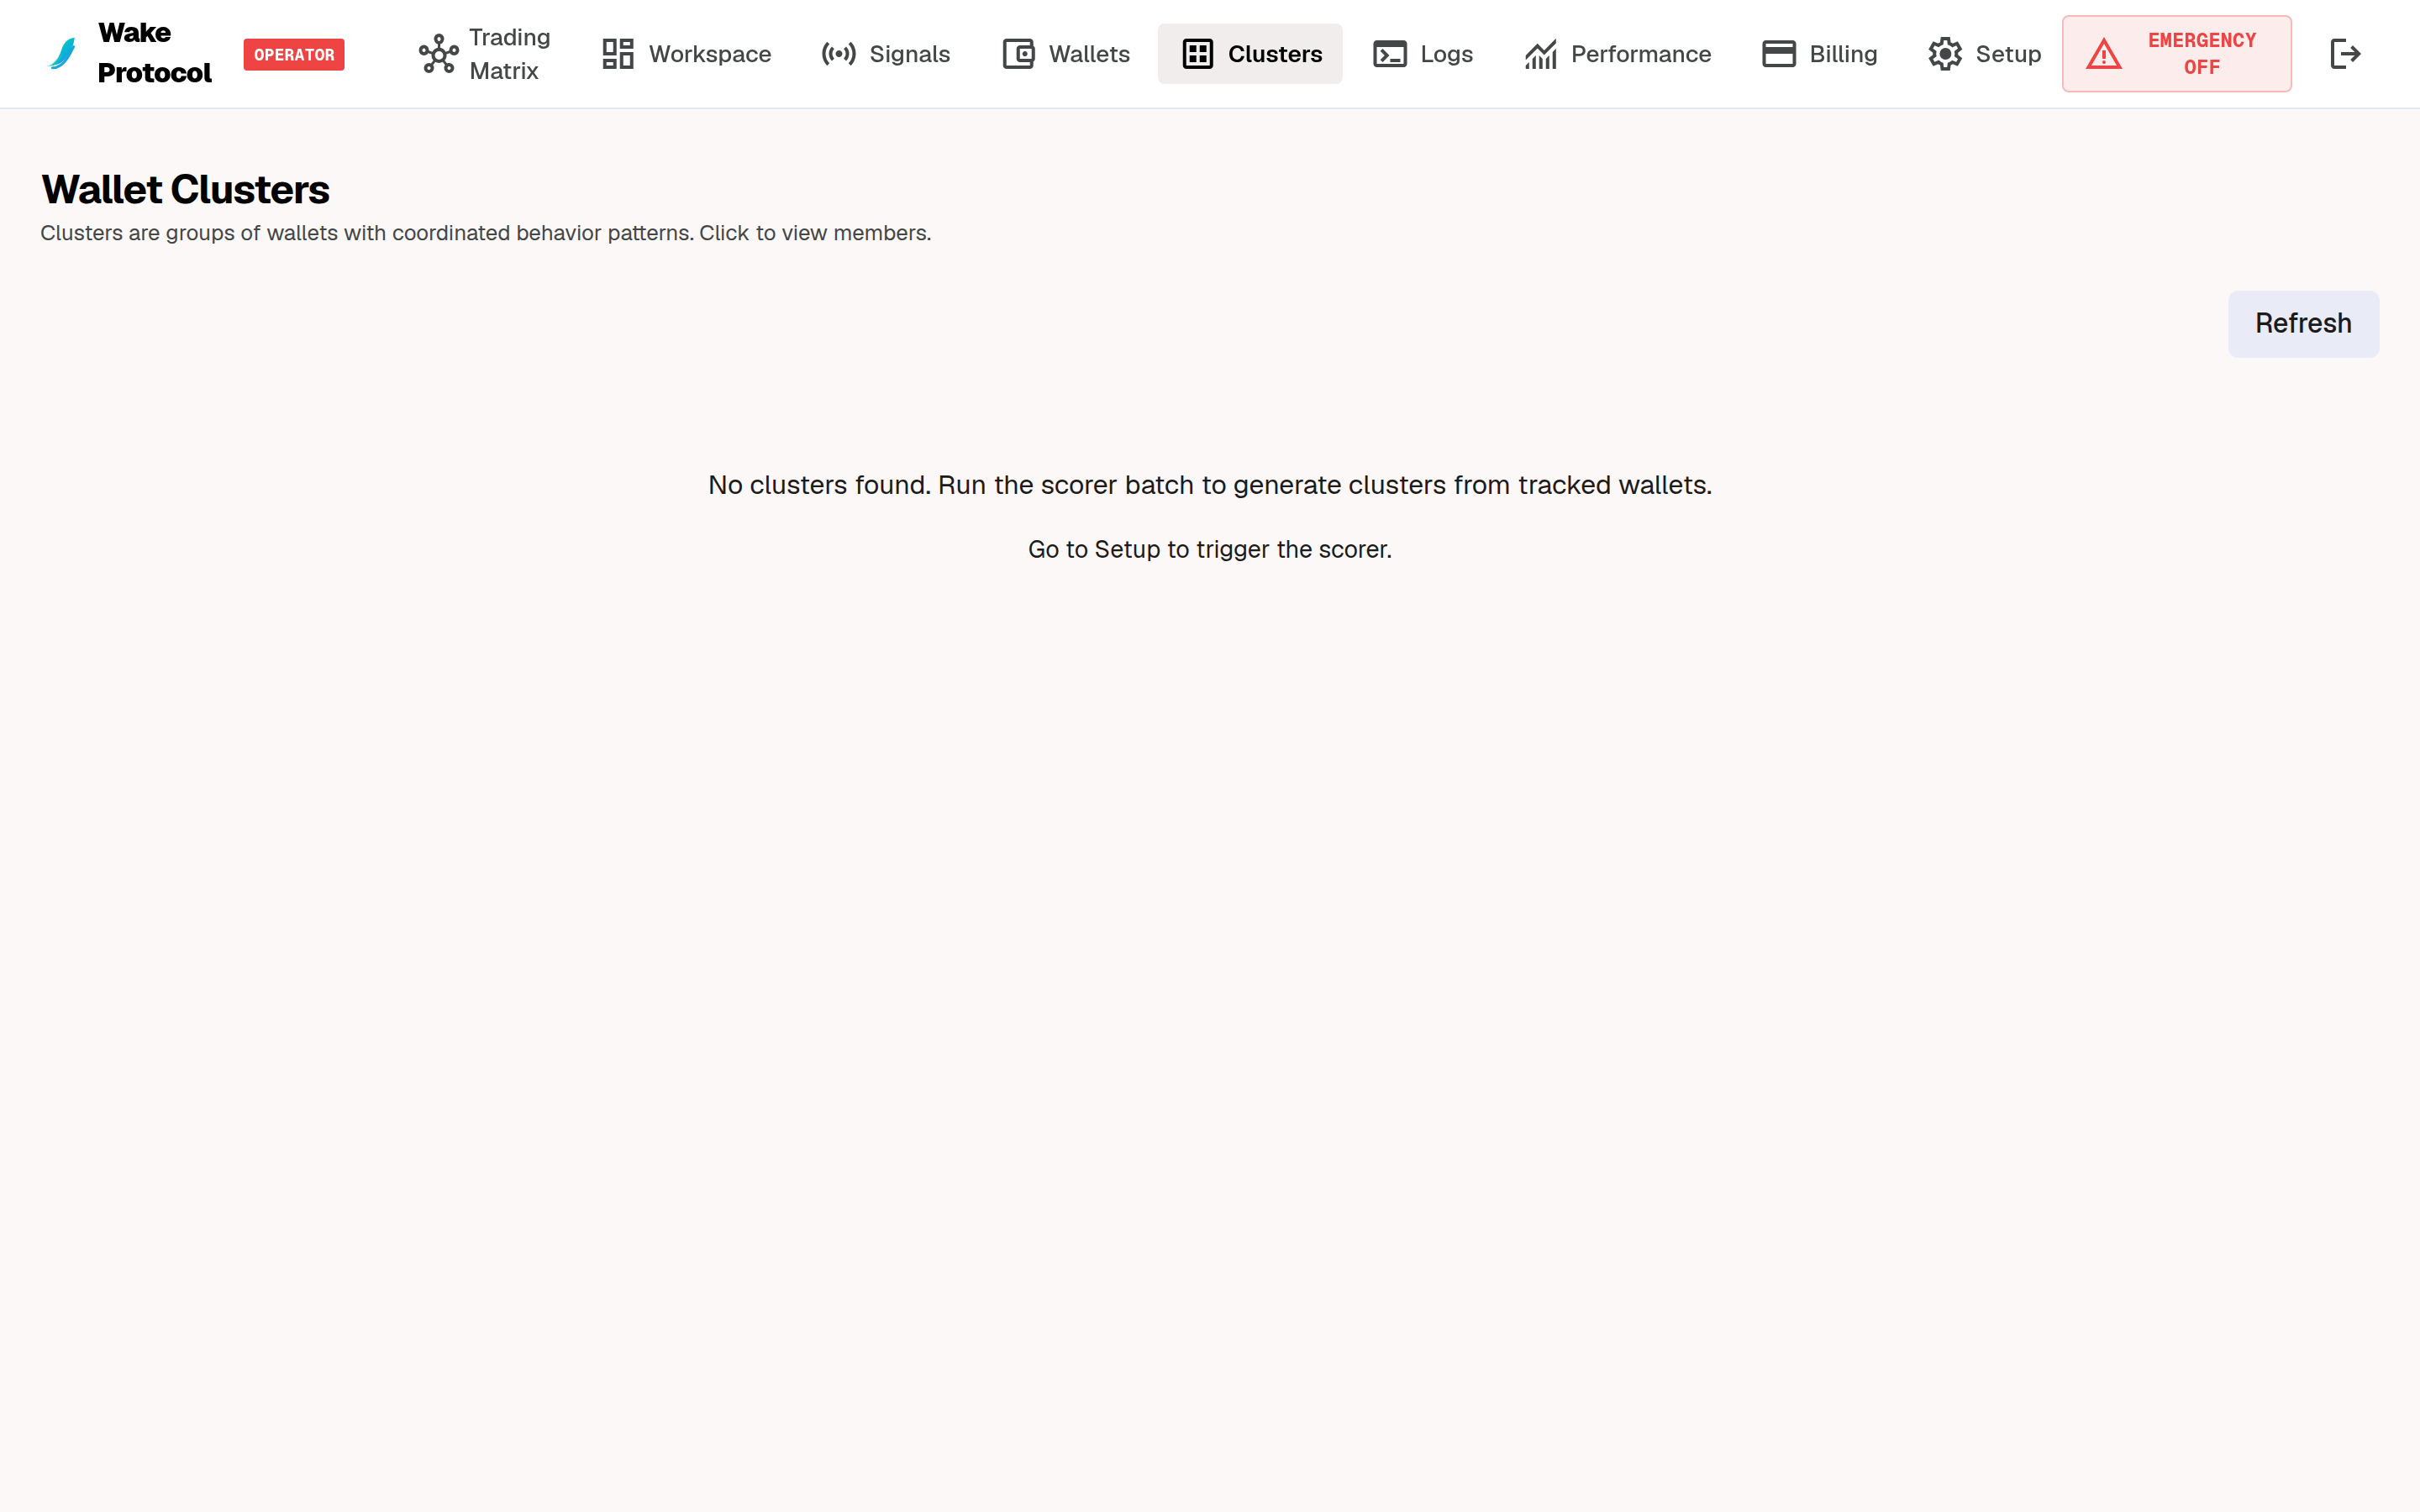 Wake
Protocol
OPERATOR
Trading
Matrix
Workspace
Signals
Wallets
Clusters
Logs
Performance
Billing
Setup
EMERGENCY
OFF
Wallet Clusters
Clusters are groups of wallets with coordinated behavior patterns. Click to view members.
Refresh
No clusters found. Run the scorer batch to generate clusters from tracked wallets.
Go to Setup to trigger the scorer.